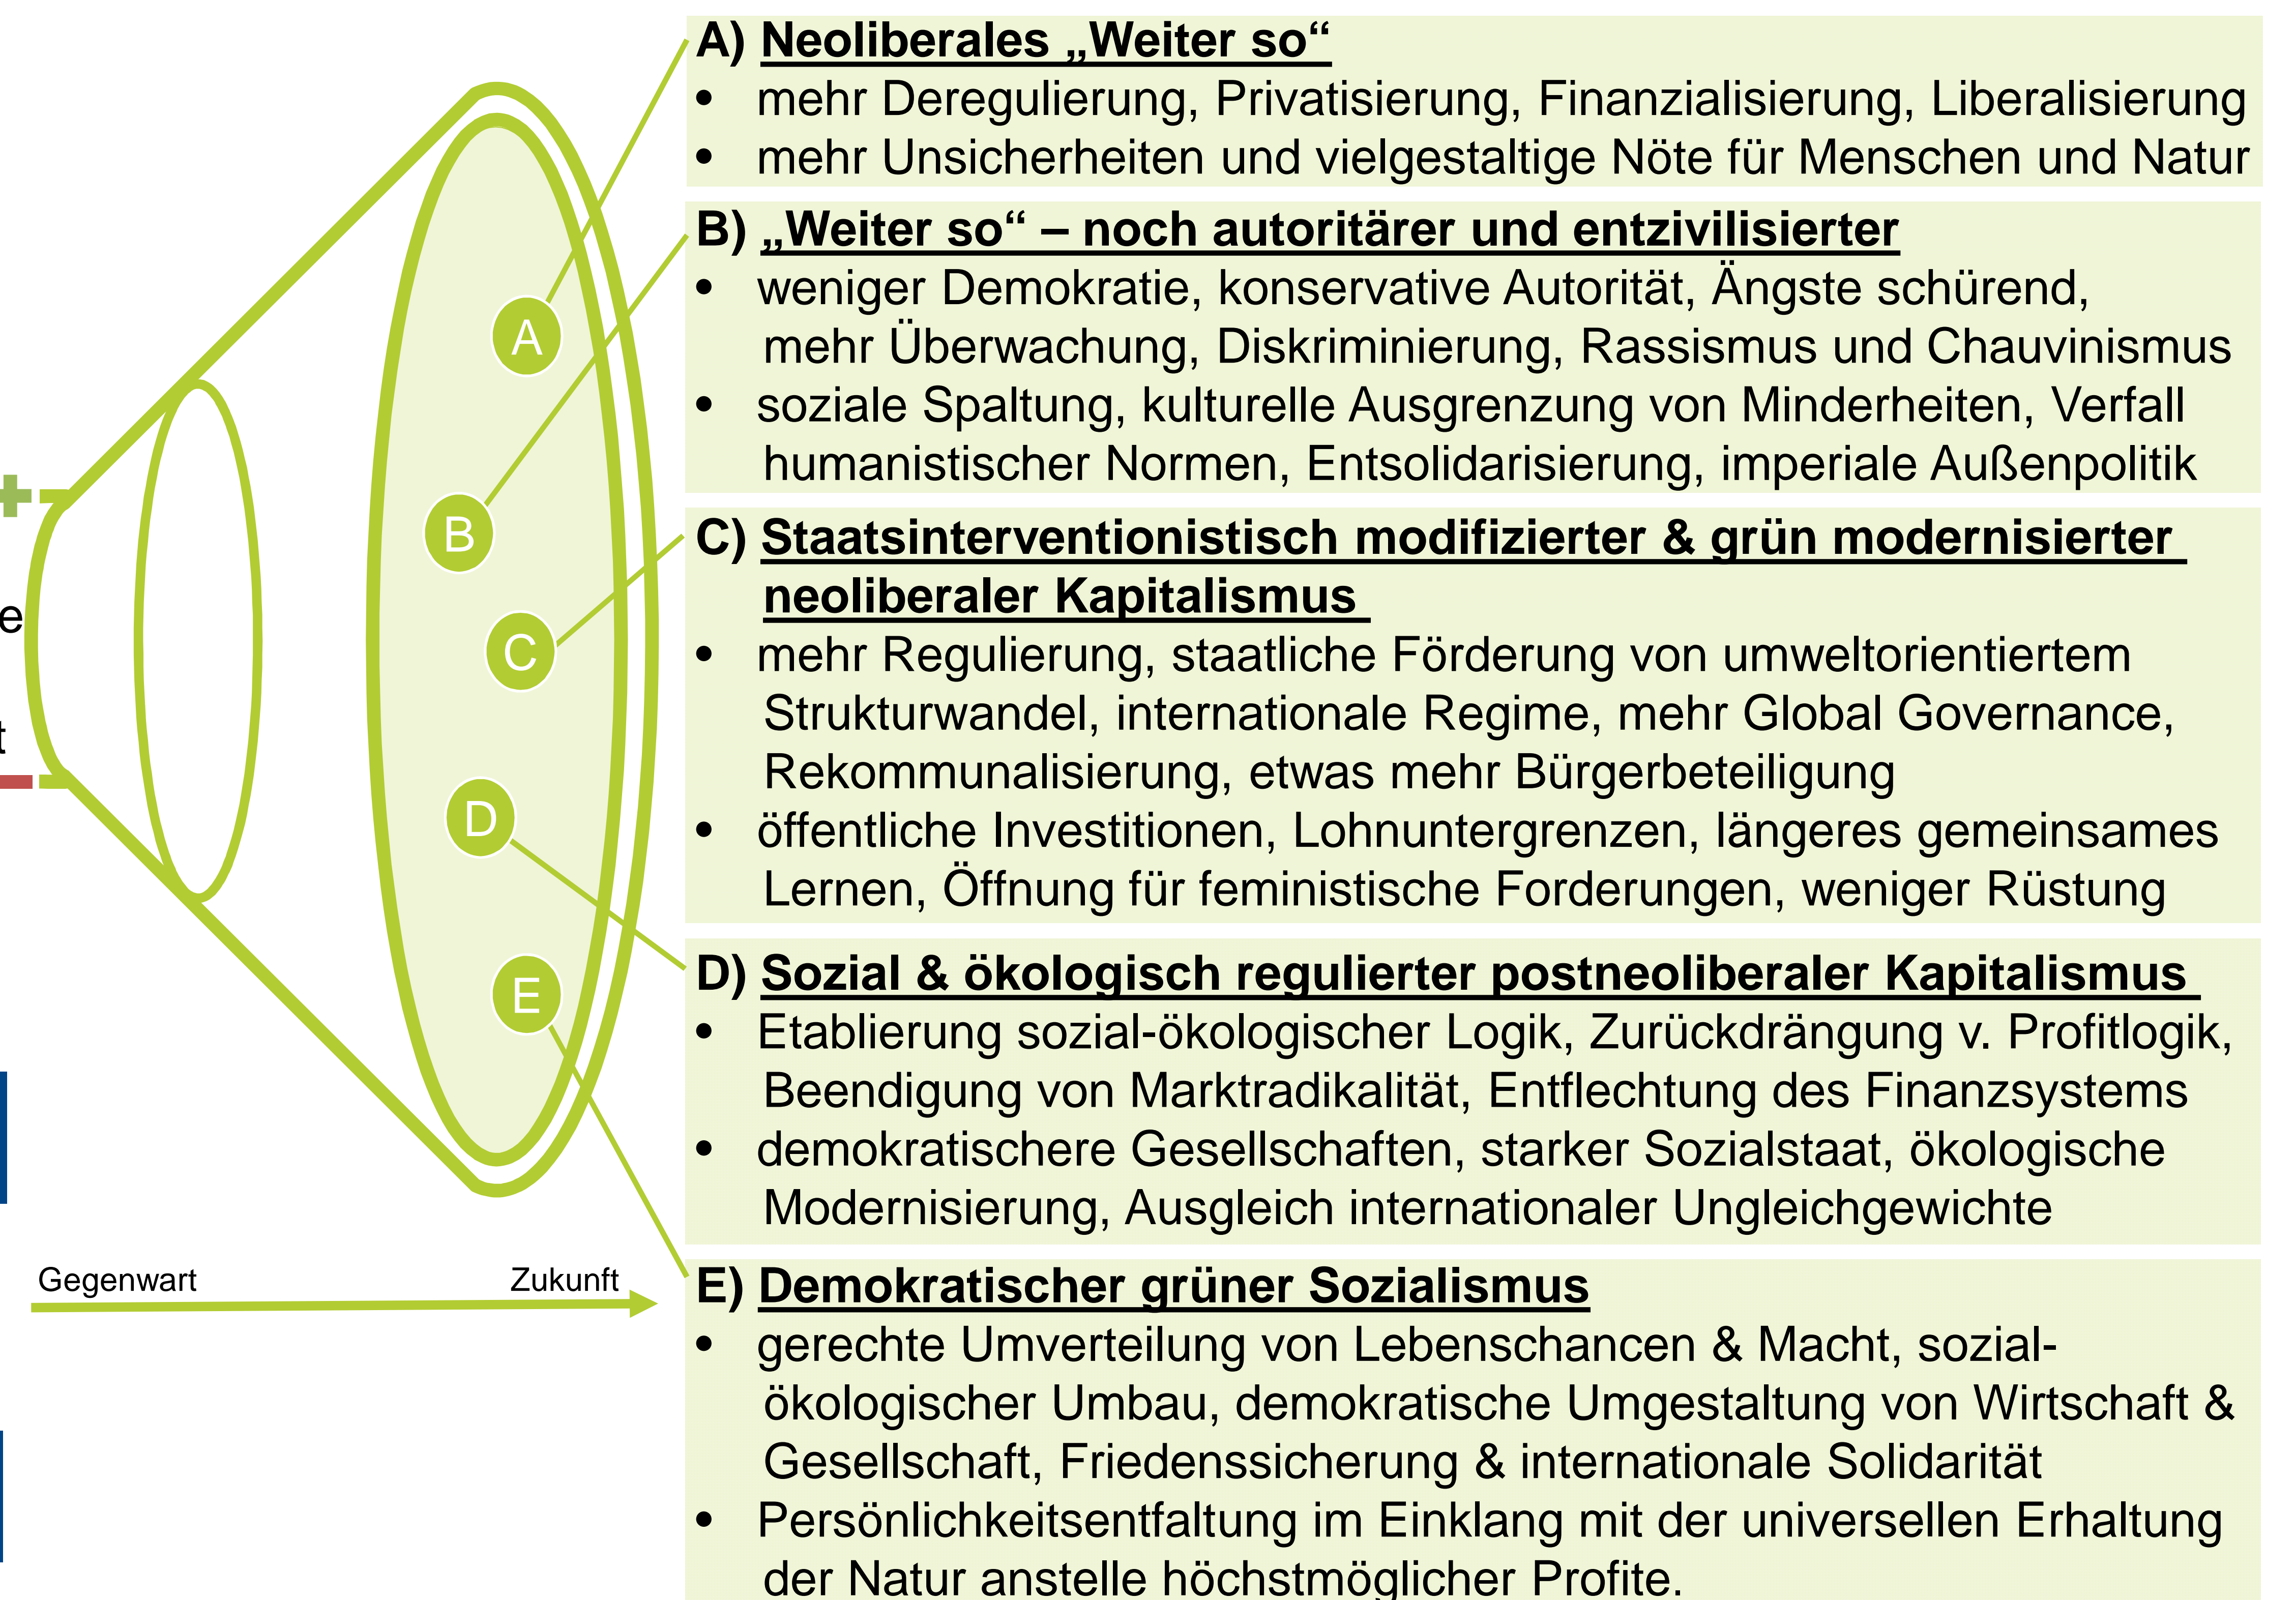 A) Neoliberales „Weiter so“
• mehr Deregulierung, Privatisierung, Finanzialisierung, Liberalisierung
• mehr Unsicherheiten und vielgestaltige Nöte für Menschen und Natur
B) „Weiter so“ – noch autoritärer und entzivilisierter
• weniger Demokratie, konservative Autorität, Ängste schürend,
mehr Überwachung, Diskriminierung, Rassismus und Chauvinismus
• soziale Spaltung, kulturelle Ausgrenzung von Minderheiten, Verfall
humanistischer Normen, Entsolidarisierung, imperiale Außenpolitik
C) Staatsinterventionistisch modifizierter & grün modernisierter
neoliberaler Kapitalismus
• mehr Regulierung, staatliche Förderung von umweltorientiertem
Strukturwandel, internationale Regime, mehr Global Governance,
Rekommunalisierung, etwas mehr Bürgerbeteiligung
• öffentliche Investitionen, Lohnuntergrenzen, längeres gemeinsames
Lernen, Öffnung für feministische Forderungen, weniger Rüstung
D) Sozial & ökologisch regulierter postneoliberaler Kapitalismus
• Etablierung sozial-ökologischer Logik, Zurückdrängung v. Profitlogik,
Beendigung von Marktradikalität, Entflechtung des Finanzsystems
• demokratischere Gesellschaften, starker Sozialstaat, ökologische
Modernisierung, Ausgleich internationaler Ungleichgewichte
E) Demokratischer grüner Sozialismus
• gerechte Umverteilung von Lebenschancen & Macht, sozial-
ökologischer Umbau, demokratische Umgestaltung von Wirtschaft &
Gesellschaft, Friedenssicherung & internationale Solidarität
• Persönlichkeitsentfaltung im Einklang mit der universellen Erhaltung
der Natur anstelle höchstmöglicher Profite.
A
B
C
D
E
e
t
Gegenwart
Zukunft